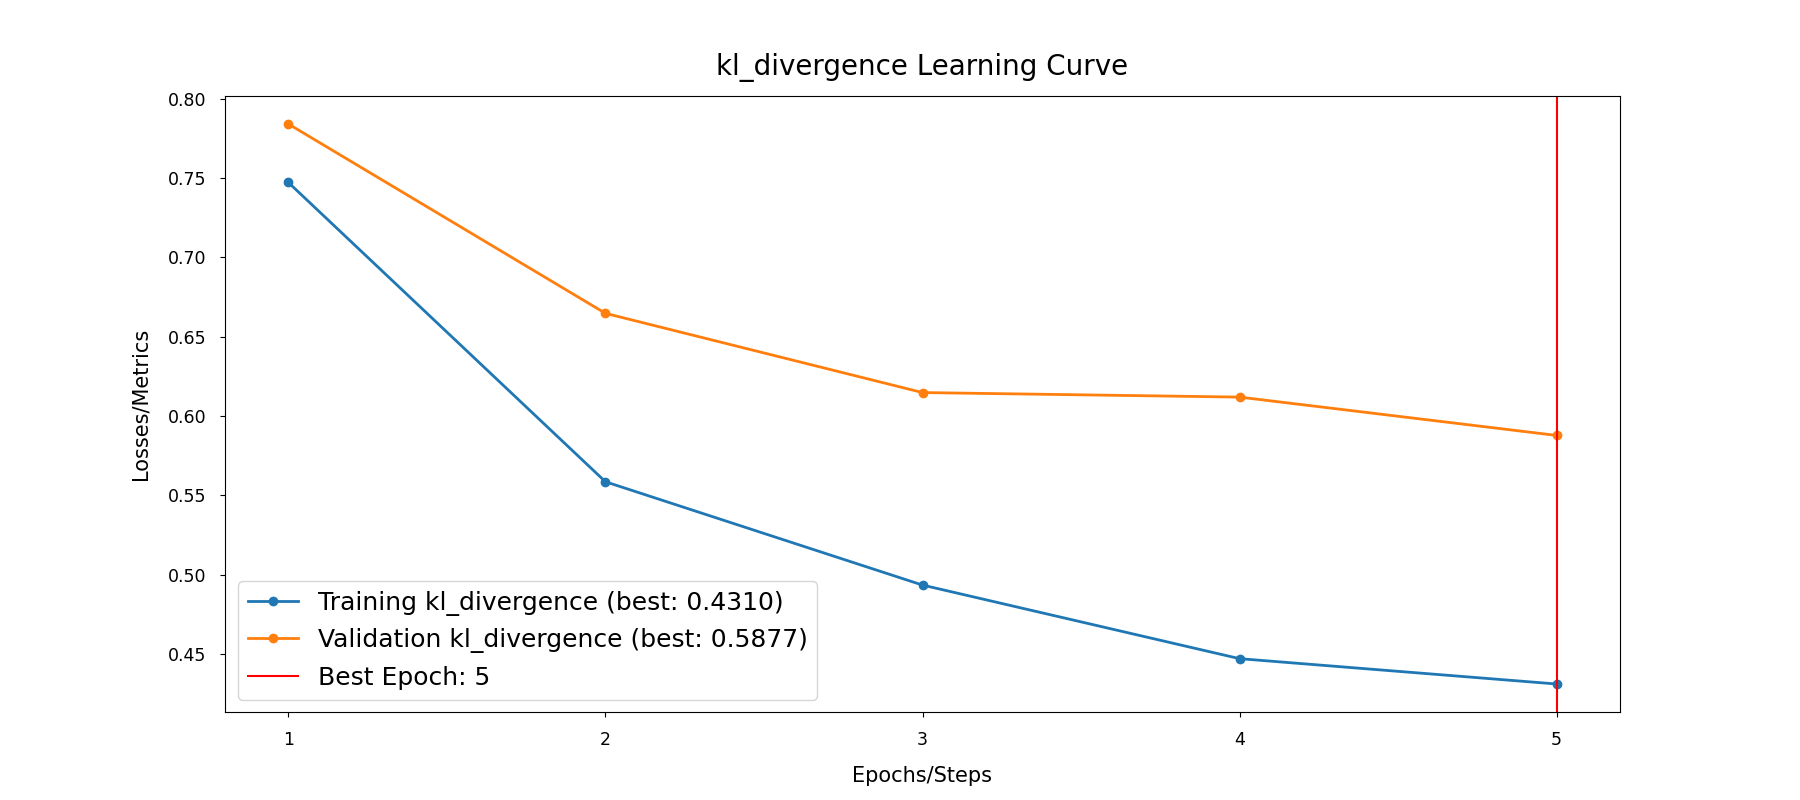 kl_divergence Learning Curve
0.80
0.75
0.70
0.65
0.60
0.55
0.50
0.45
Losses/Metrics
Training kl_divergence (best: 0.4310)
Validation kl_divergence (best: 0.5877)
Best Epoch: 5
1 2 3 4 5
Epochs/Steps